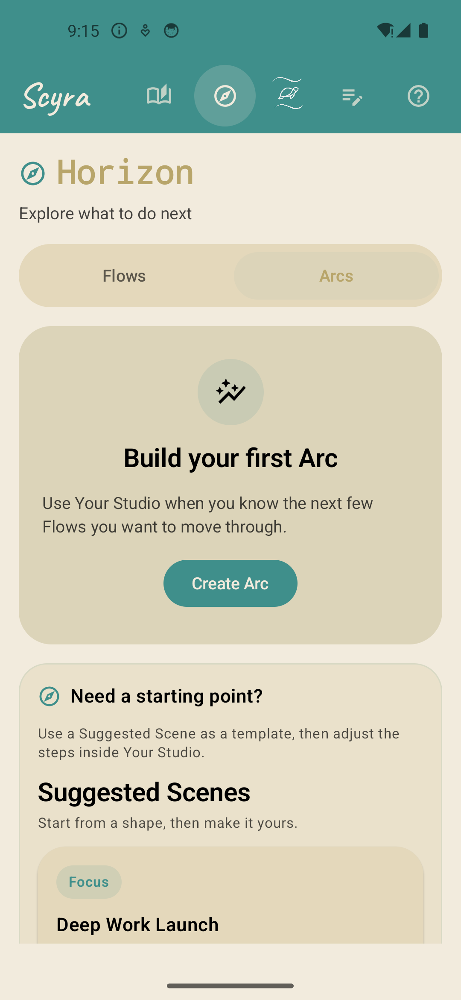 9:15
Scyra
Horizon
Explore what to do next
Flows
Arcs
Build your first Arc
Use Your Studio when you know the next few
Flows you want to move through.
Create Arc
Need a starting point?
Use a Suggested Scene as a template, then adjust the
steps inside Your Studio.
Suggested Scenes
Start from a shape, then make it yours.
Focus
Deep Work Launch